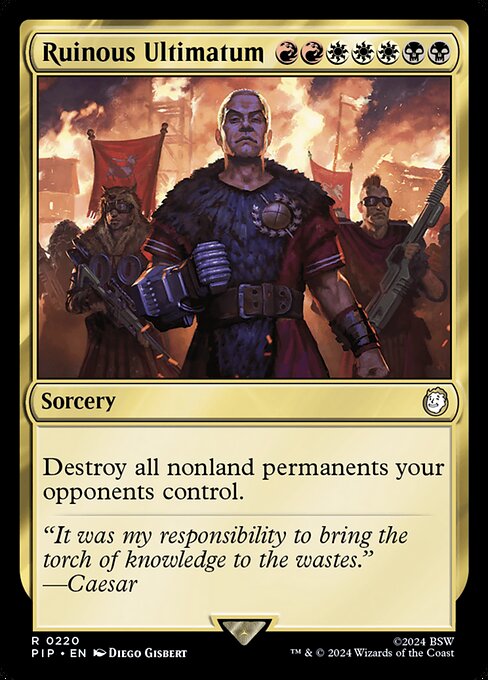 Ruinous Ultimatum
Sorcery
Destroy all nonland permanents your
opponents control.
“It was my responsibility to bring the
torch of knowledge to the wastes.”
—Caesar
R 0220
PIP • EN Diego Gisbert
©2024 BSW
™ & © 2024 Wizards of the Coast